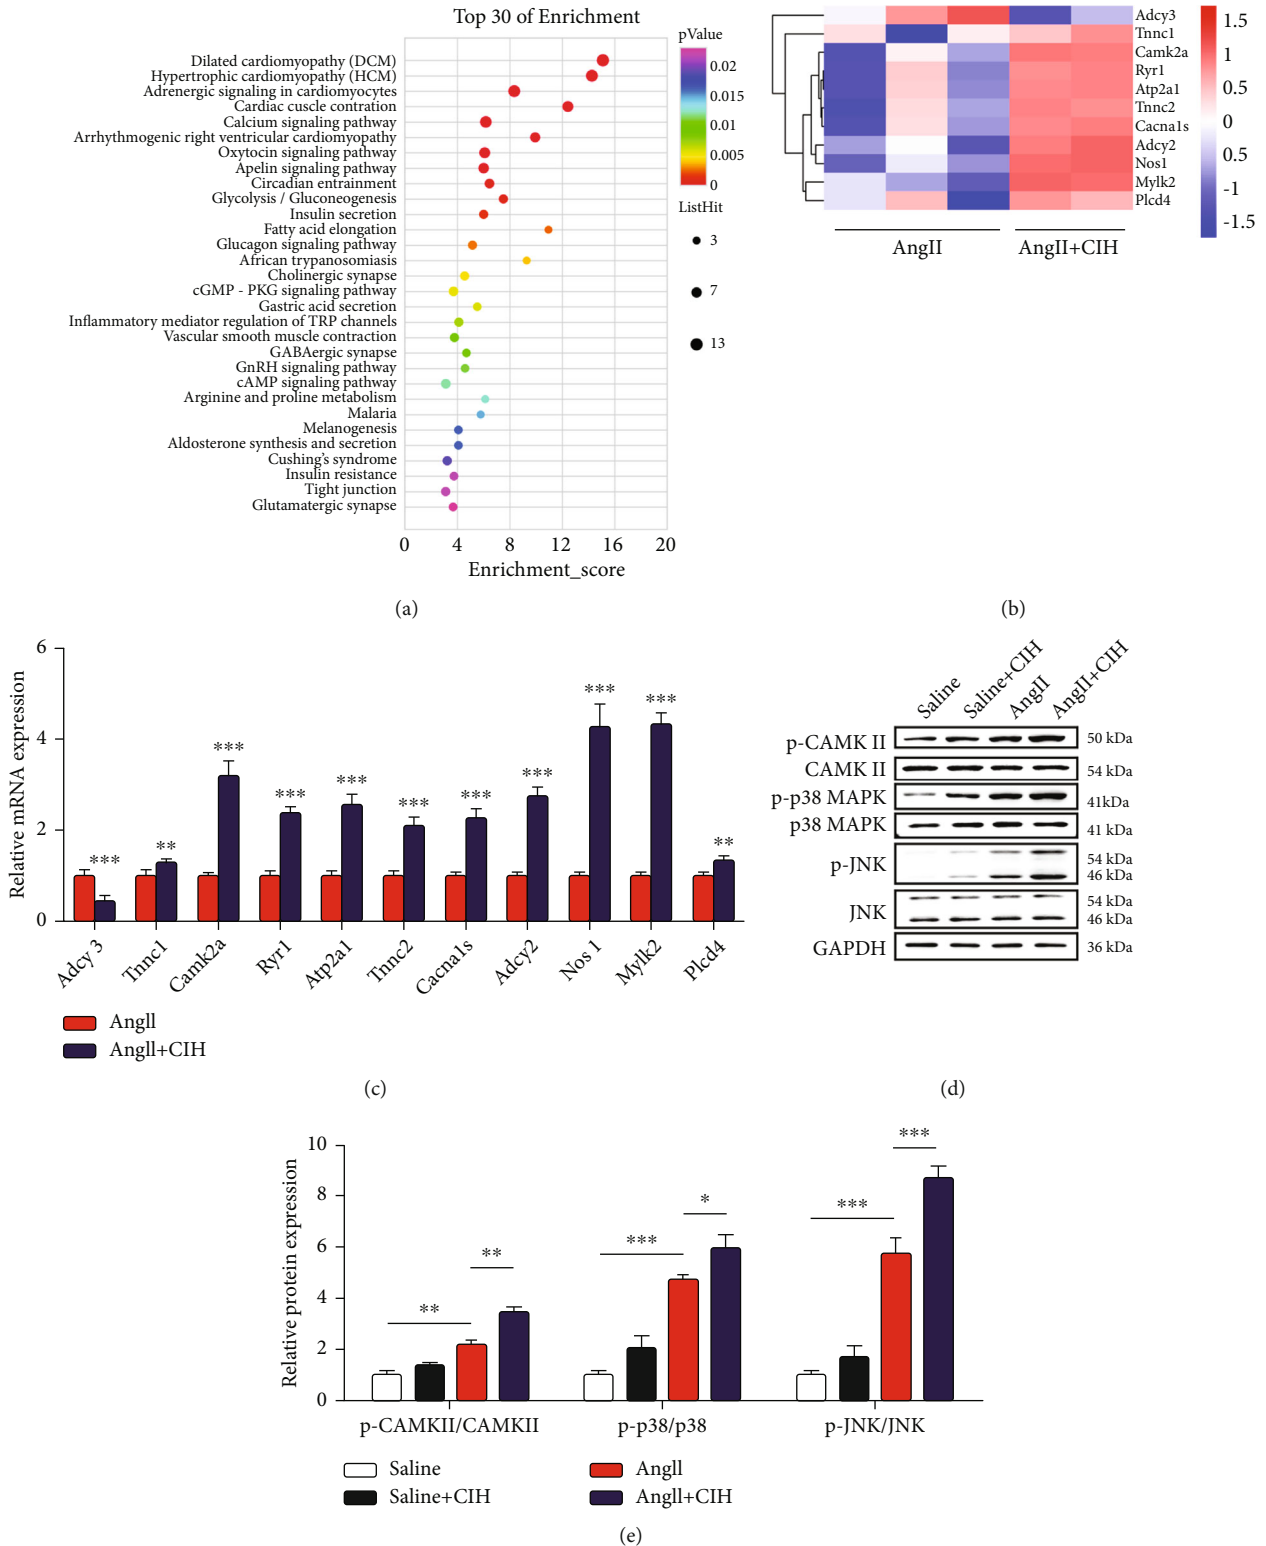 Top 30 of Enrichment
Dilated cardiomyopathy (DCM)
Hypertrophic cardiomyopathy (HCM)
Adrenergic signaling in cardiomyocytes
Cardiac cuscle contration
Calcium signaling pathway
Arrhythmogenic right ventricular cardiomyopathy
Oxytocin signaling pathway
Apelin signaling pathway
Circadian entrainment
Glycolysis / Gluconeogenesis
Insulin secretion
Fatty acid elongation
Glucagon signaling pathway
African trypanosomiasis
Cholinergic synapse
cGMP - PKG signaling pathway
Gastric acid secretion
Inflammatory mediator regulation of TRP channels
Vascular smooth muscle contraction
GABAergic synapse
GnRH signaling pathway
cAMP signaling pathway
Arginine and proline metabolism
Malaria
Melanogenesis
Aldosterone synthesis and secretion
Cushing's syndrome
Insulin resistance
Tight junction
Glutamatergic synapse
0 4 8 12 16 20
Enrichment_score
pValue
0.02
0.015
0.01
0.005
0
ListHit
3
7
13
(a)
Adcy3
Tnnc1
Camk2a
Ryr1
Atp2a1
Tnnc2
Cacna1s
Adcy2
Nos1
Mylk2
Plcd4
AngII AngII+CIH
1.5
1
0.5
0
0.5
-1
-1.5
(b)
Relative mRNA expression
6
4
2
0
*** ** *** *** *** *** *** *** *** *** **
Adcy 3 Tnnc1 Camk2a Ryr1 Atp2a1 Tnnc2 Cacna1s Adcy2 Nos 1 Mylk2 Plcd4
Angll
Angll+CIH
(c)
Saline Saline+CIH AngII AngII+CIH
p-CAMK II 50 kDa
CAMK II 54 kDa
p-p38 MAPK 41kDa
p38 MAPK 41 kDa
p-JNK 54 kDa
46 kDa
JNK 54 kDa
46 kDa
GAPDH 36 kDa
(d)
Relative protein expression
10
8
6
4
2
0
** ** *** * *** ***
p-CAMKII/CAMKII p-p38/p38 p-JNK/JNK
Saline Angll
Saline+CIH Angll+CIH
(e)